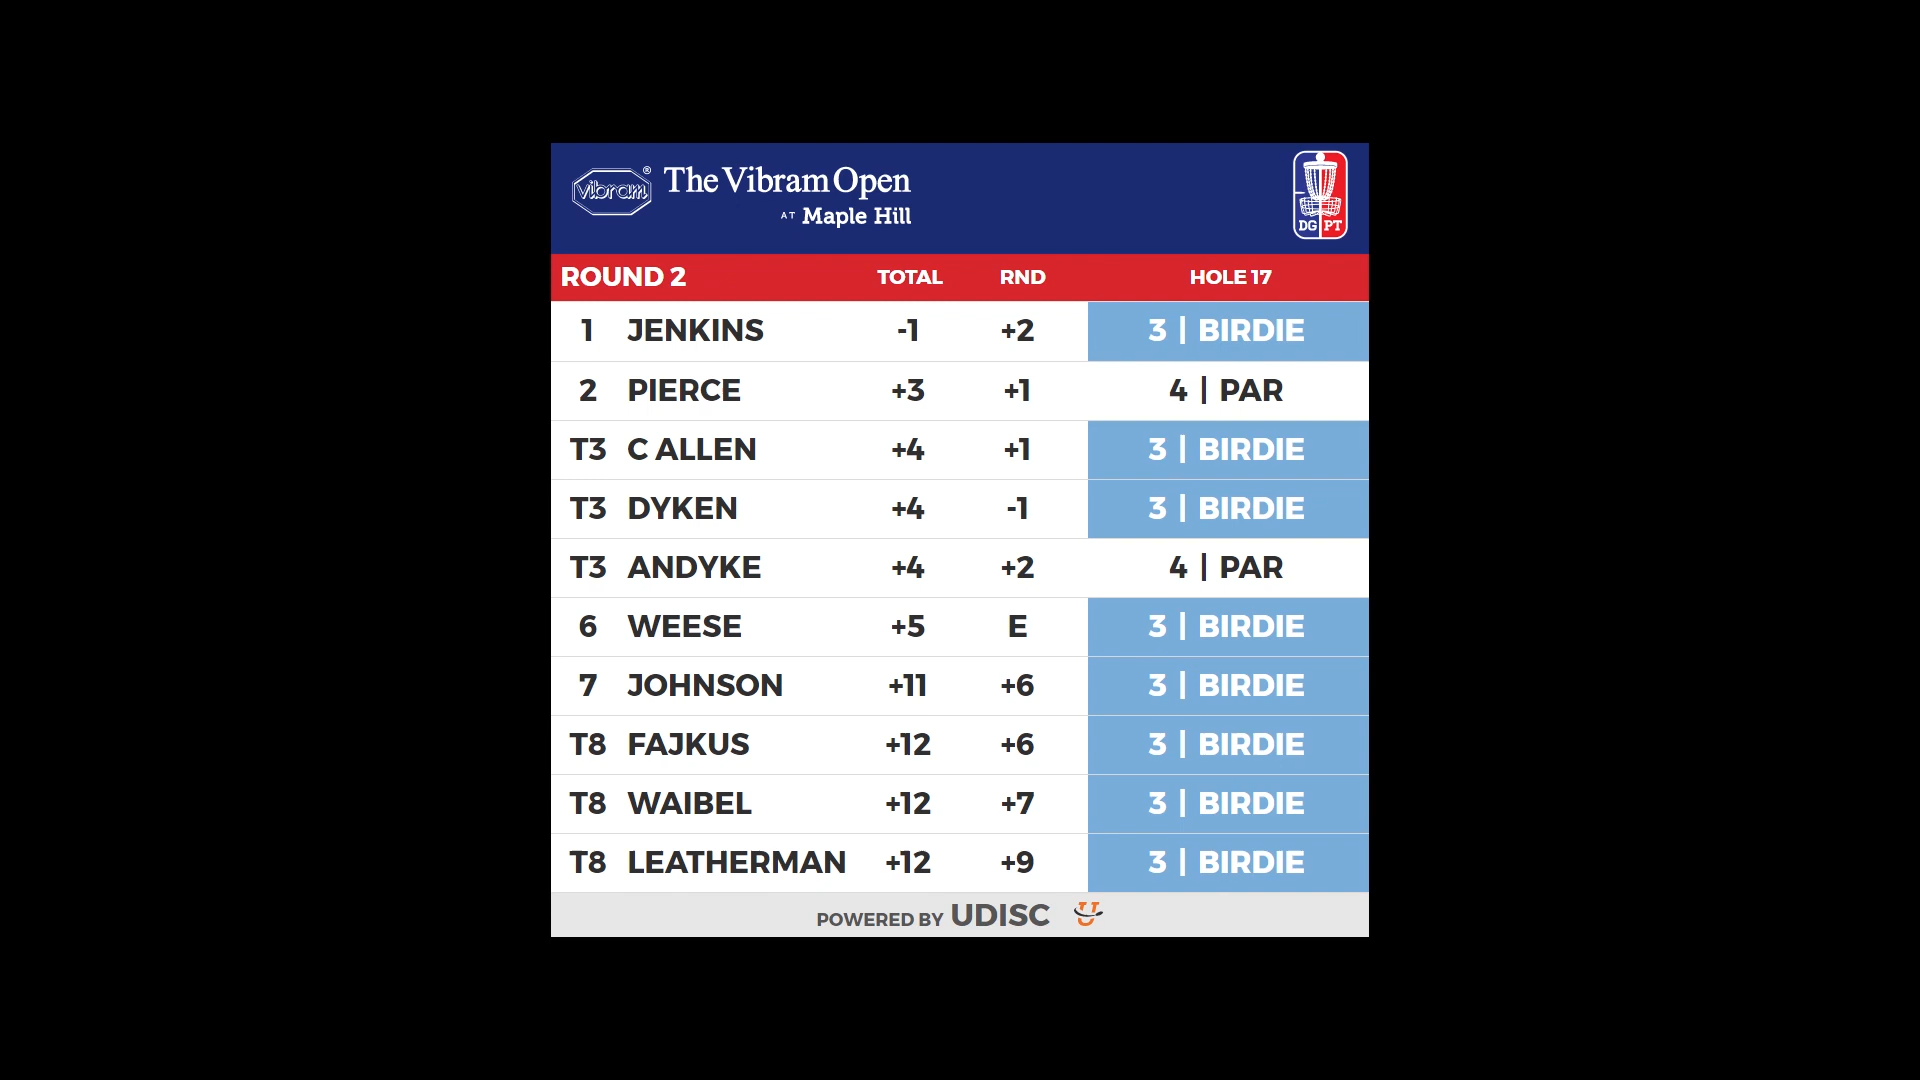 vibram® The Vibram Open
AT Maple Hill
DG PT
ROUND 2 TOTAL RND HOLE 17
1 JENKINS -1 +2 3 | BIRDIE
2 PIERCE +3 +1 4 | PAR
T3 C ALLEN +4 +1 3 | BIRDIE
T3 DYKEN +4 -1 3 | BIRDIE
T3 ANDYKE +4 +2 4 | PAR
6 WEESE +5 E 3 | BIRDIE
7 JOHNSON +11 +6 3 | BIRDIE
T8 FAJKUS +12 +6 3 | BIRDIE
T8 WAIBEL +12 +7 3 | BIRDIE
T8 LEATHERMAN +12 +9 3 | BIRDIE
POWERED BY UDISC